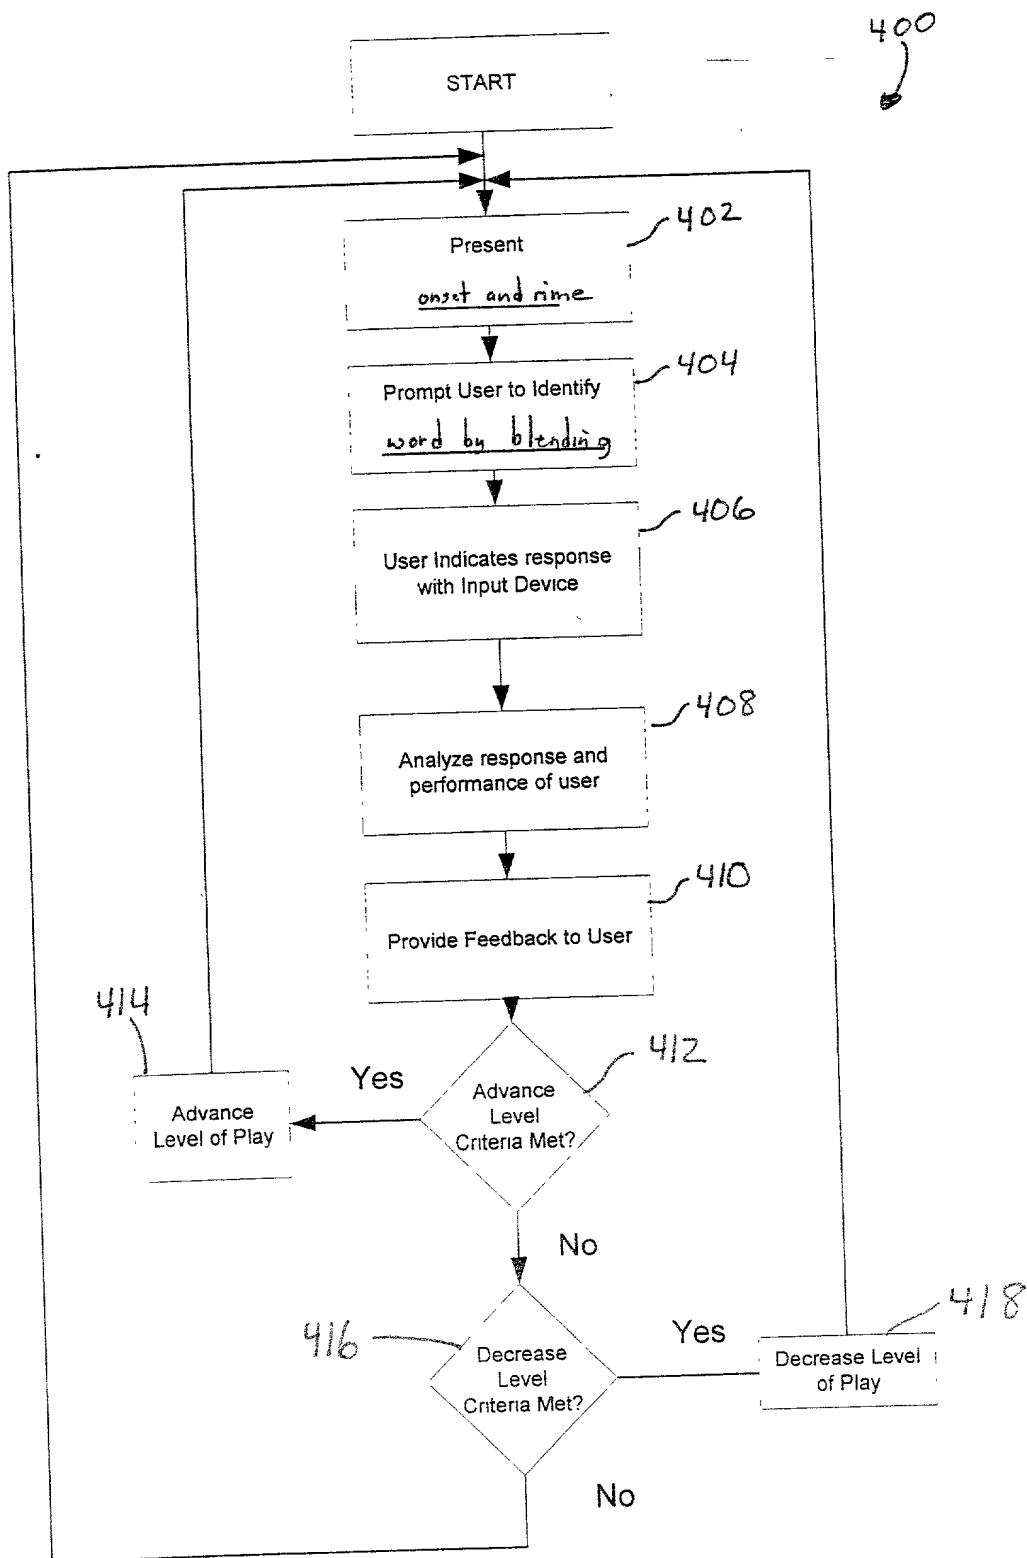 400
START
402
Present
onset and rime
404
Prompt User to Identify
word by blending
406
User Indicates response
with Input Device
408
Analyze response and
performance of user
410
Provide Feedback to User
412
414
Yes
Advance
Level
Criteria Met?
Advance
Level of Play
No
416
418
Yes
Decrease
Level
Criteria Met?
Decrease Level
of Play
No